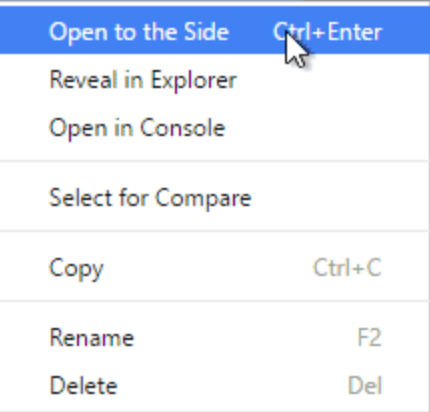 Open to the Side Ctrl+Enter
Reveal in Explorer
Open in Console
Select for Compare
Copy Ctrl+C
Rename F2
Delete Del